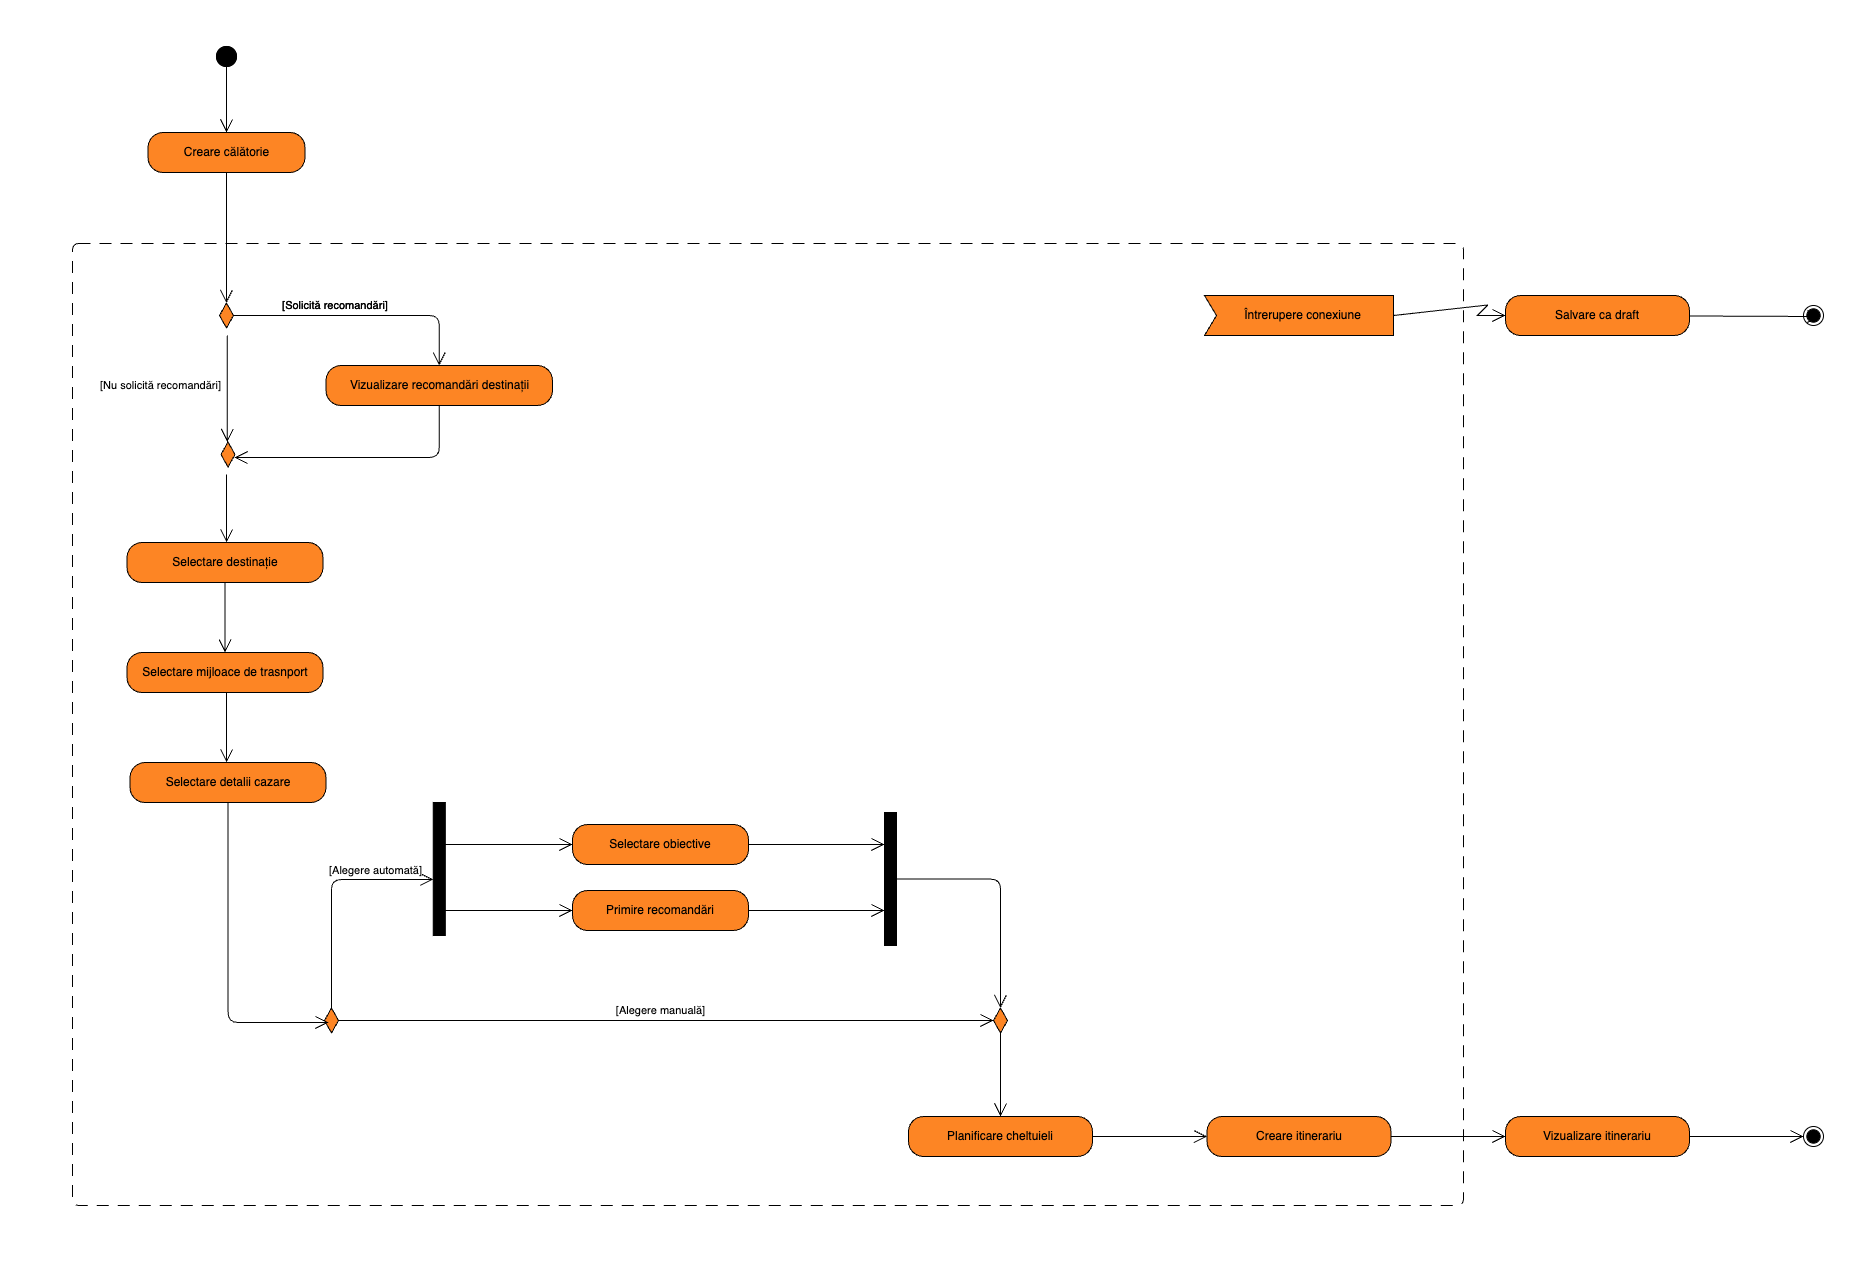 Creare călătorie
[Solicită recomandări]
Întrerupere conexiune
Salvare ca draft
[Nu solicită recomandări]
Vizualizare recomandări destinații
Selectare destinație
Selectare mijloace de trasnport
Selectare detalii cazare
Selectare obiective
[Alegere automată]
Primire recomandări
[Alegere manuală]
Planificare cheltuieli
Creare itinerariu
Vizualizare itinerariu